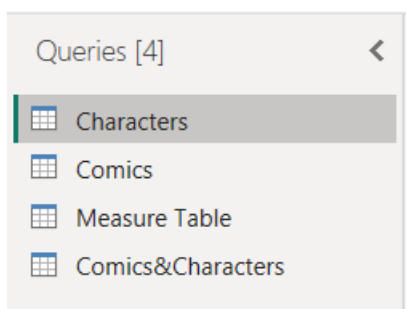 Queries [4]
Characters
Comics
Measure Table
Comics&Characters